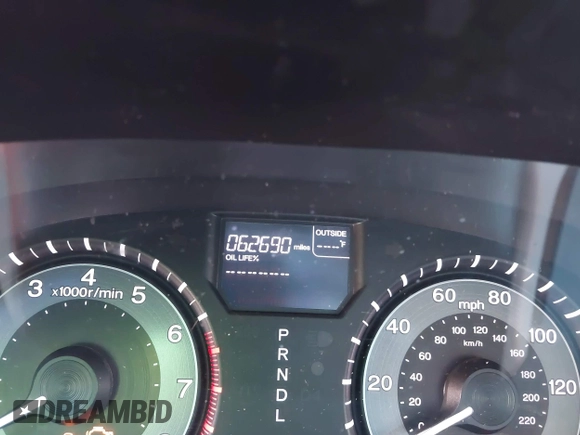 062690 miles
OUTSIDE
---°F
OIL LIFE%
-------
3 4 5 6 7
x1000r/min
P
R
N
D
L
mph
20 40 60 80 100 120
km/h
80 100 120 140 160 180 200 220
DREAMBID